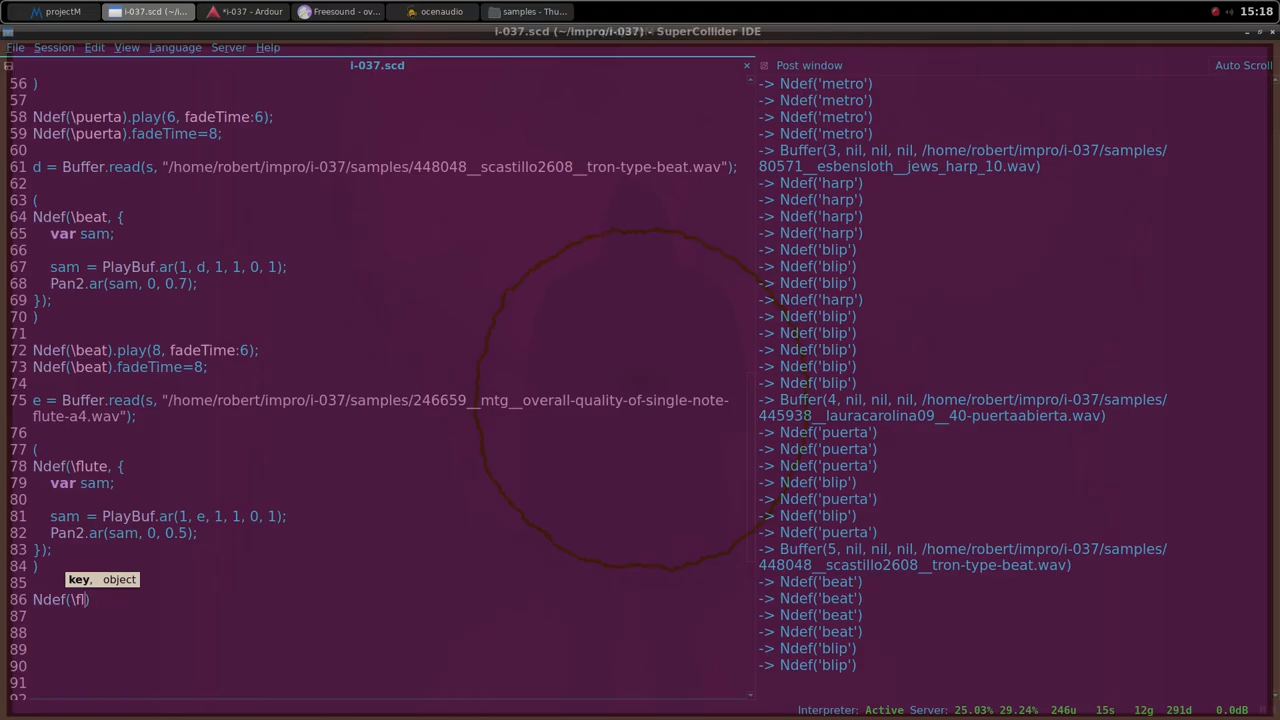 projectM
i-037.scd (~/i...
*i-037 - Ardour
Freesound - ov...
ocenaudio
samples - Thu...
15:18
i-037.scd (~/impro/i-037) - SuperCollider IDE
File Session Edit View Language Server Help
i-037.scd
Post window
Auto Scroll
56 )
57
58 Ndef(\puerta).play(6, fadeTime:6);
59 Ndef(\puerta).fadeTime=8;
60
61 d = Buffer.read(s, "/home/robert/impro/i-037/samples/448048__scastillo2608__tron-type-beat.wav");
62
63 (
64 Ndef(\beat, {
65 var sam;
66
67 sam = PlayBuf.ar(1, d, 1, 1, 0, 1);
68 Pan2.ar(sam, 0, 0.7);
69 });
70 )
71
72 Ndef(\beat).play(8, fadeTime:6);
73 Ndef(\beat).fadeTime=8;
74
75 e = Buffer.read(s, "/home/robert/impro/i-037/samples/246659__mtg__overall-quality-of-single-note-
flute-a4.wav");
76
77 (
78 Ndef(\flute, {
79 var sam;
80
81 sam = PlayBuf.ar(1, e, 1, 1, 0, 1);
82 Pan2.ar(sam, 0, 0.5);
83 });
84 )
key, object
85
86 Ndef(\fl)
87
88
89
90
91
92
-> Ndef('metro')
-> Ndef('metro')
-> Ndef('metro')
-> Ndef('metro')
-> Buffer(3, nil, nil, nil, /home/robert/impro/i-037/samples/
80571__esbensloth__jews_harp_10.wav)
-> Ndef('harp')
-> Ndef('harp')
-> Ndef('harp')
-> Ndef('harp')
-> Ndef('blip')
-> Ndef('blip')
-> Ndef('blip')
-> Ndef('harp')
-> Ndef('blip')
-> Ndef('blip')
-> Ndef('blip')
-> Ndef('blip')
-> Ndef('blip')
-> Buffer(4, nil, nil, nil, /home/robert/impro/i-037/samples/
445938__lauracarolina09__40-puertaabierta.wav)
-> Ndef('puerta')
-> Ndef('puerta')
-> Ndef('puerta')
-> Ndef('blip')
-> Ndef('puerta')
-> Ndef('blip')
-> Ndef('puerta')
-> Buffer(5, nil, nil, nil, /home/robert/impro/i-037/samples/
448048__scastillo2608__tron-type-beat.wav)
-> Ndef('beat')
-> Ndef('beat')
-> Ndef('beat')
-> Ndef('beat')
-> Ndef('blip')
-> Ndef('blip')
Interpreter: Active Server: 25.03% 29.24% 246u 15s 12g 291d 0.0dB